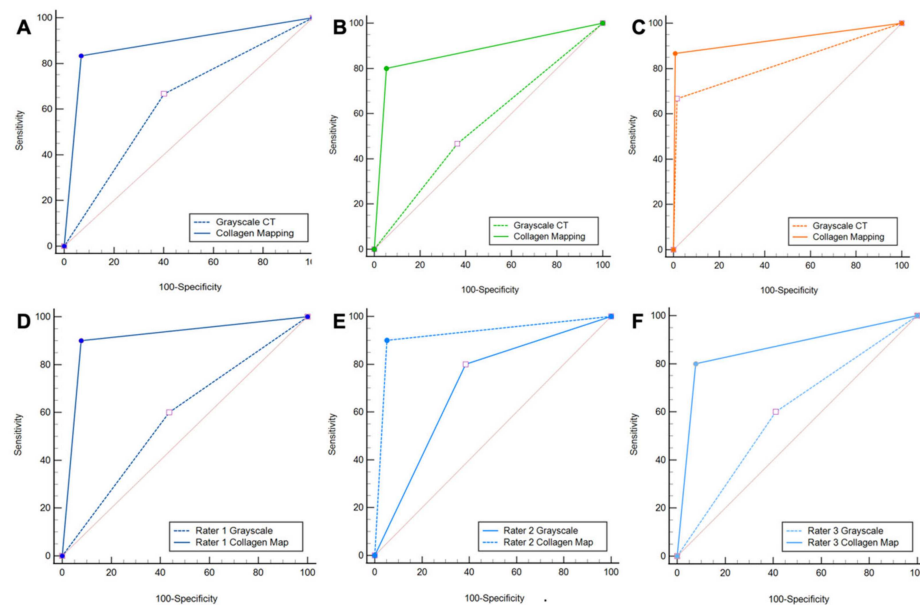 A
Sensitivity
100
80
60
40
20
0
Grayscale CT
Collagen Mapping
0 20 40 60 80 10
100-Specificity
B
Sensitivity
100
80
60
40
20
0
Grayscale CT
Collagen Mapping
0 20 40 60 80 100
100-Specificity
C
Sensitivity
100
80
60
40
20
0
Grayscale CT
Collagen Mapping
0 20 40 60 80 100
100-Specificity
D
Sensitivity
100
80
60
40
20
0
Rater 1 Grayscale
Rater 1 Collagen Map
0 20 40 60 80 100
100-Specificity
E
Sensitivity
100
80
60
40
20
0
Rater 2 Grayscale
Rater 2 Collagen Map
0 20 40 60 80 100
100-Specificity
F
Sensitivity
100
80
60
40
20
0
Rater 3 Grayscale
Rater 3 Collagen Map
0 20 40 60 80 100
100-Specificity